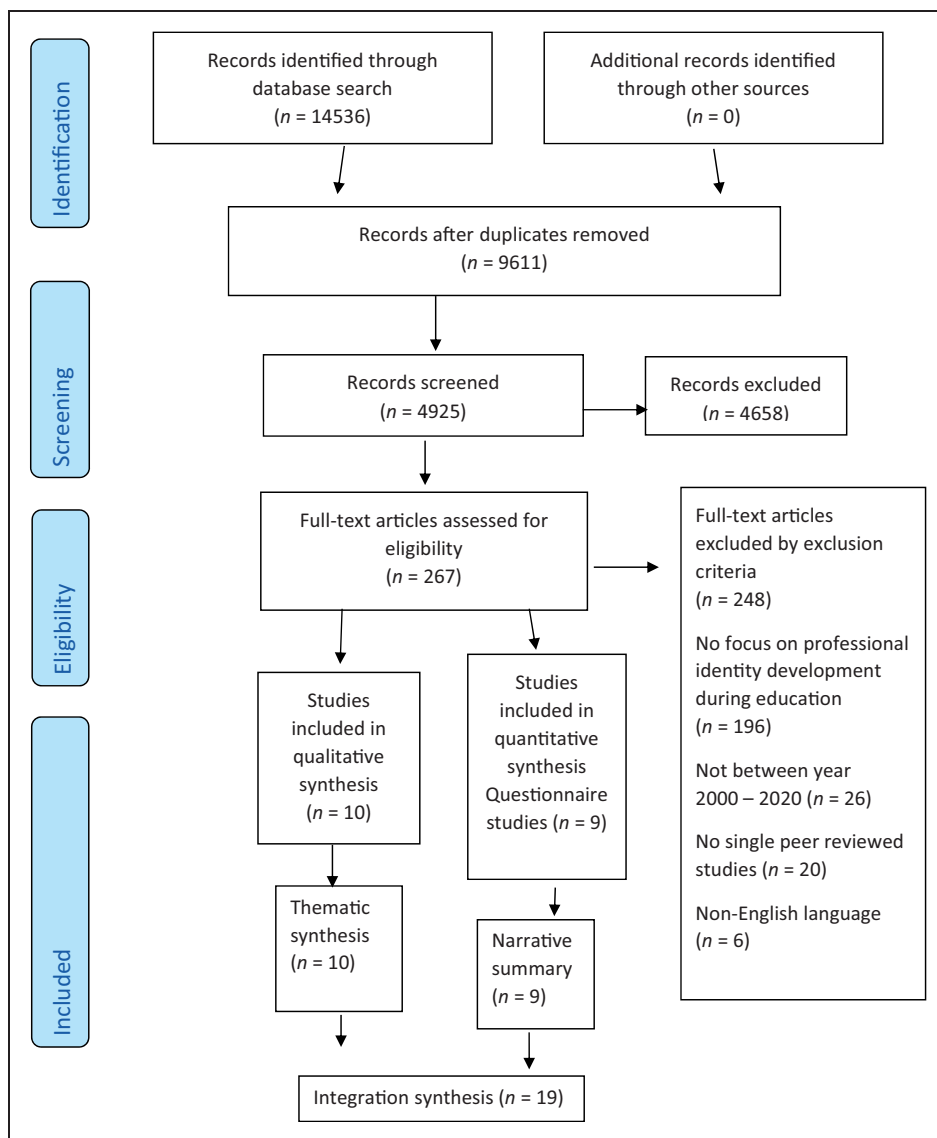 Identification
Records identified through
database search
(n = 14536)
Additional records identified
through other sources
(n = 0)
Records after duplicates removed
(n = 9611)
Screening
Records screened
(n = 4925)
Records excluded
(n = 4658)
Eligibility
Full-text articles assessed for
eligibility
(n = 267)
Full-text articles
excluded by exclusion
criteria
(n = 248)
No focus on professional
identity development
during education
(n = 196)
Not between year
2000 – 2020 (n = 26)
No single peer reviewed
studies (n = 20)
Non-English language
(n = 6)
Included
Studies
included in
qualitative
synthesis
(n = 10)
Studies
included in
quantitative
synthesis
Questionnaire
studies (n = 9)
Thematic
synthesis
(n = 10)
Narrative
summary
(n = 9)
Integration synthesis (n = 19)